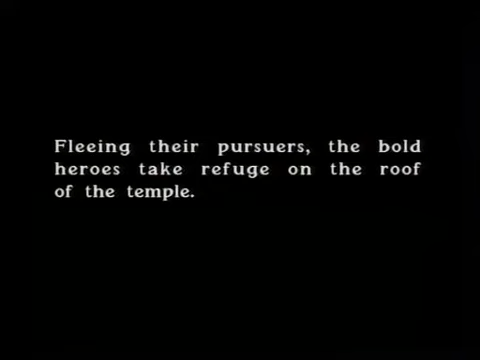 Fleeing their pursuers, the bold
heroes take refuge on the roof
of the temple.